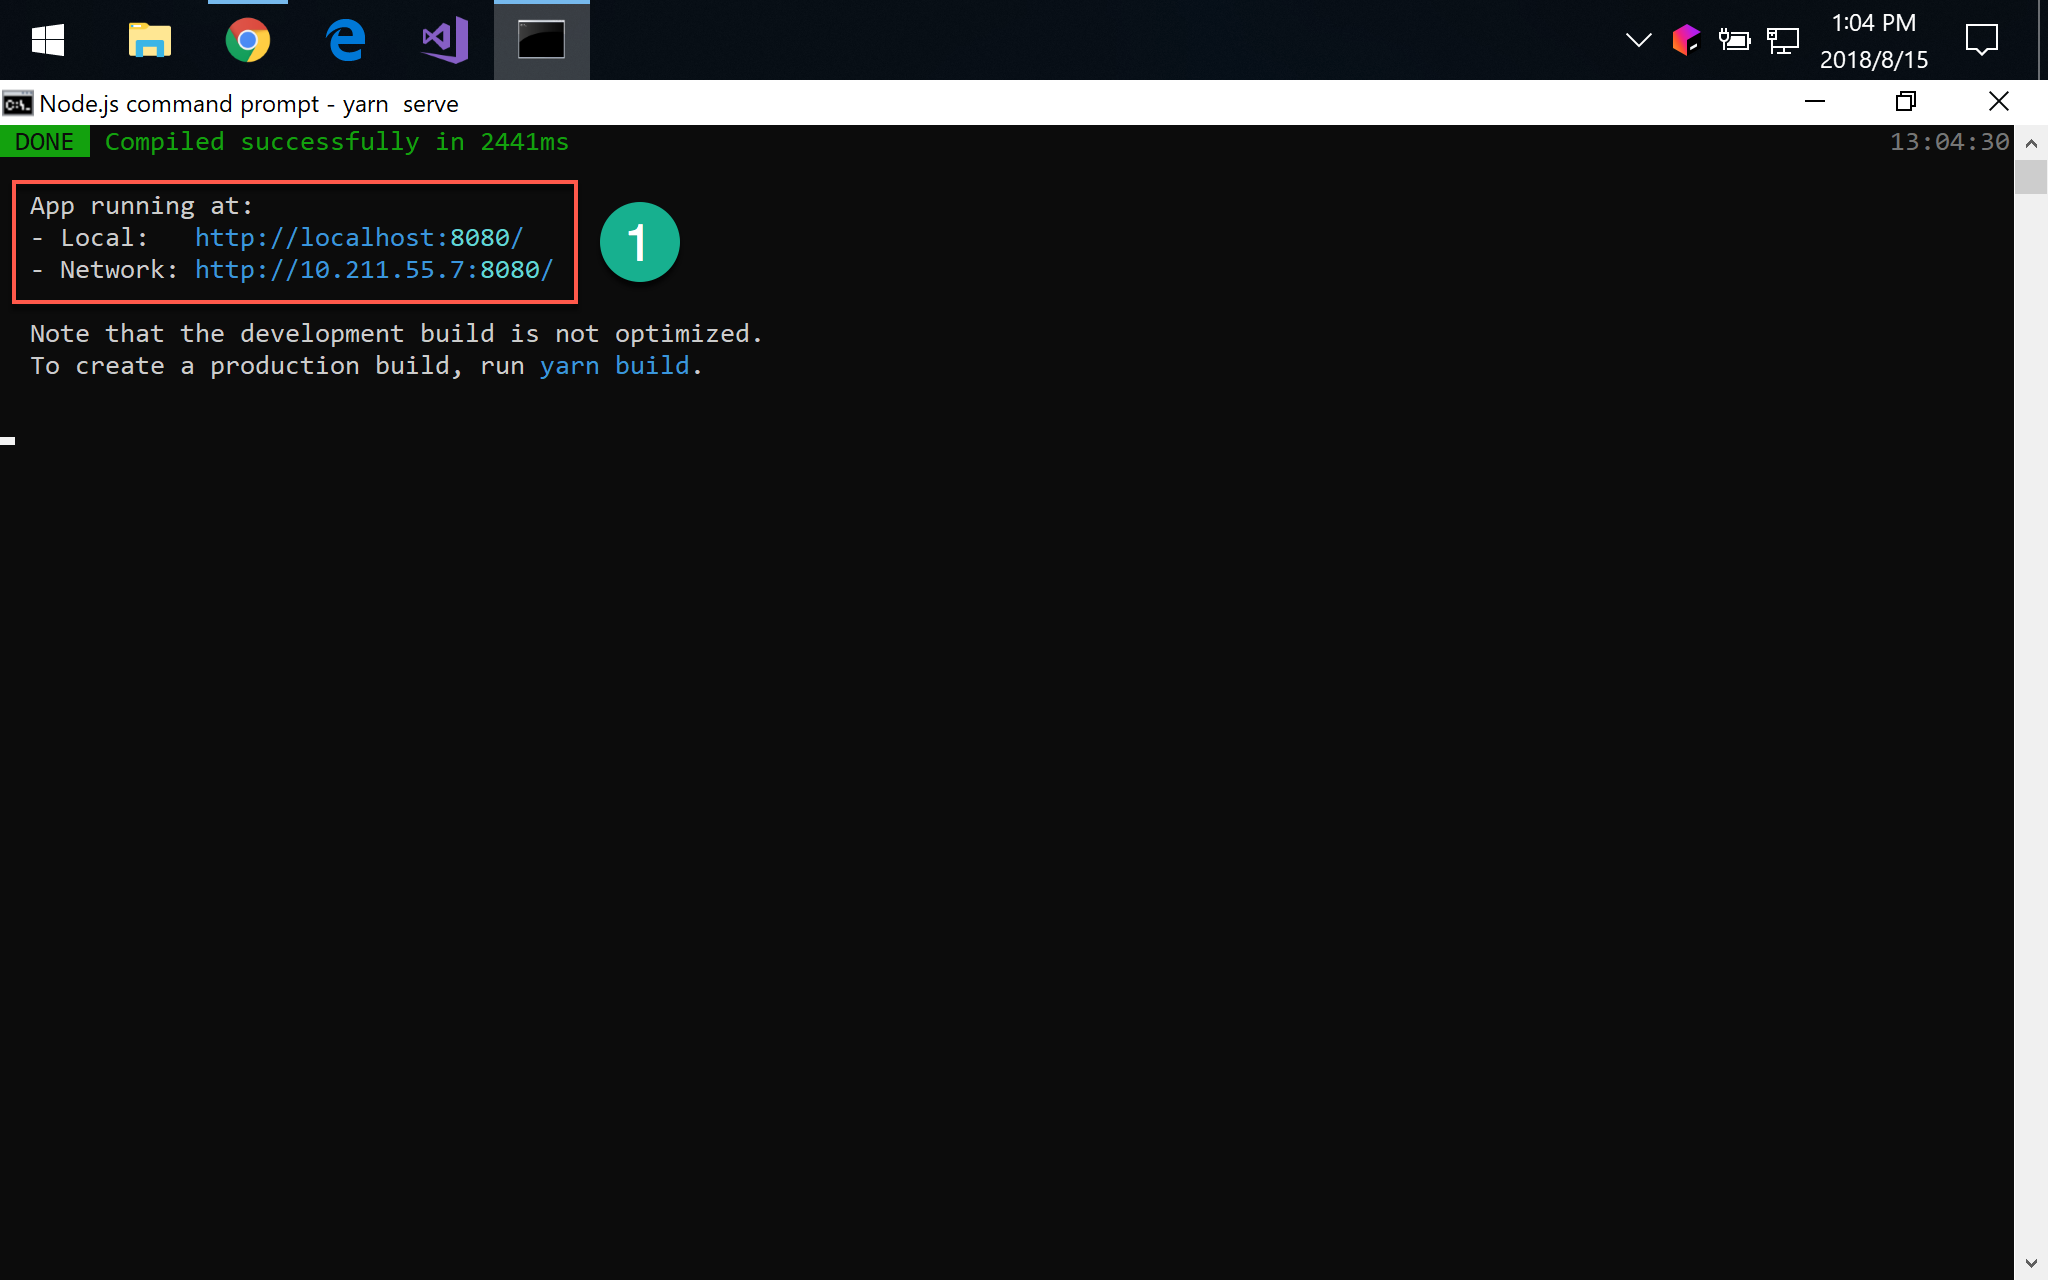 1:04 PM
2018/8/15
Node.js command prompt - yarn  serve
DONE  Compiled successfully in 2441ms 13:04:30
App running at:
- Local:   http://localhost:8080/
- Network: http://10.211.55.7:8080/
1
Note that the development build is not optimized.
To create a production build, run yarn build.